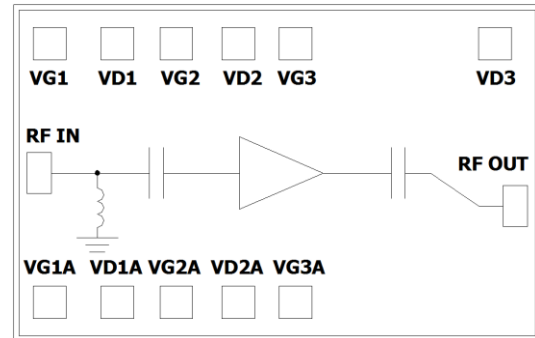 VG1 VD1 VG2 VD2 VG3 VD3
RF IN
RF OUT
VG1A VD1A VG2A VD2A VG3A